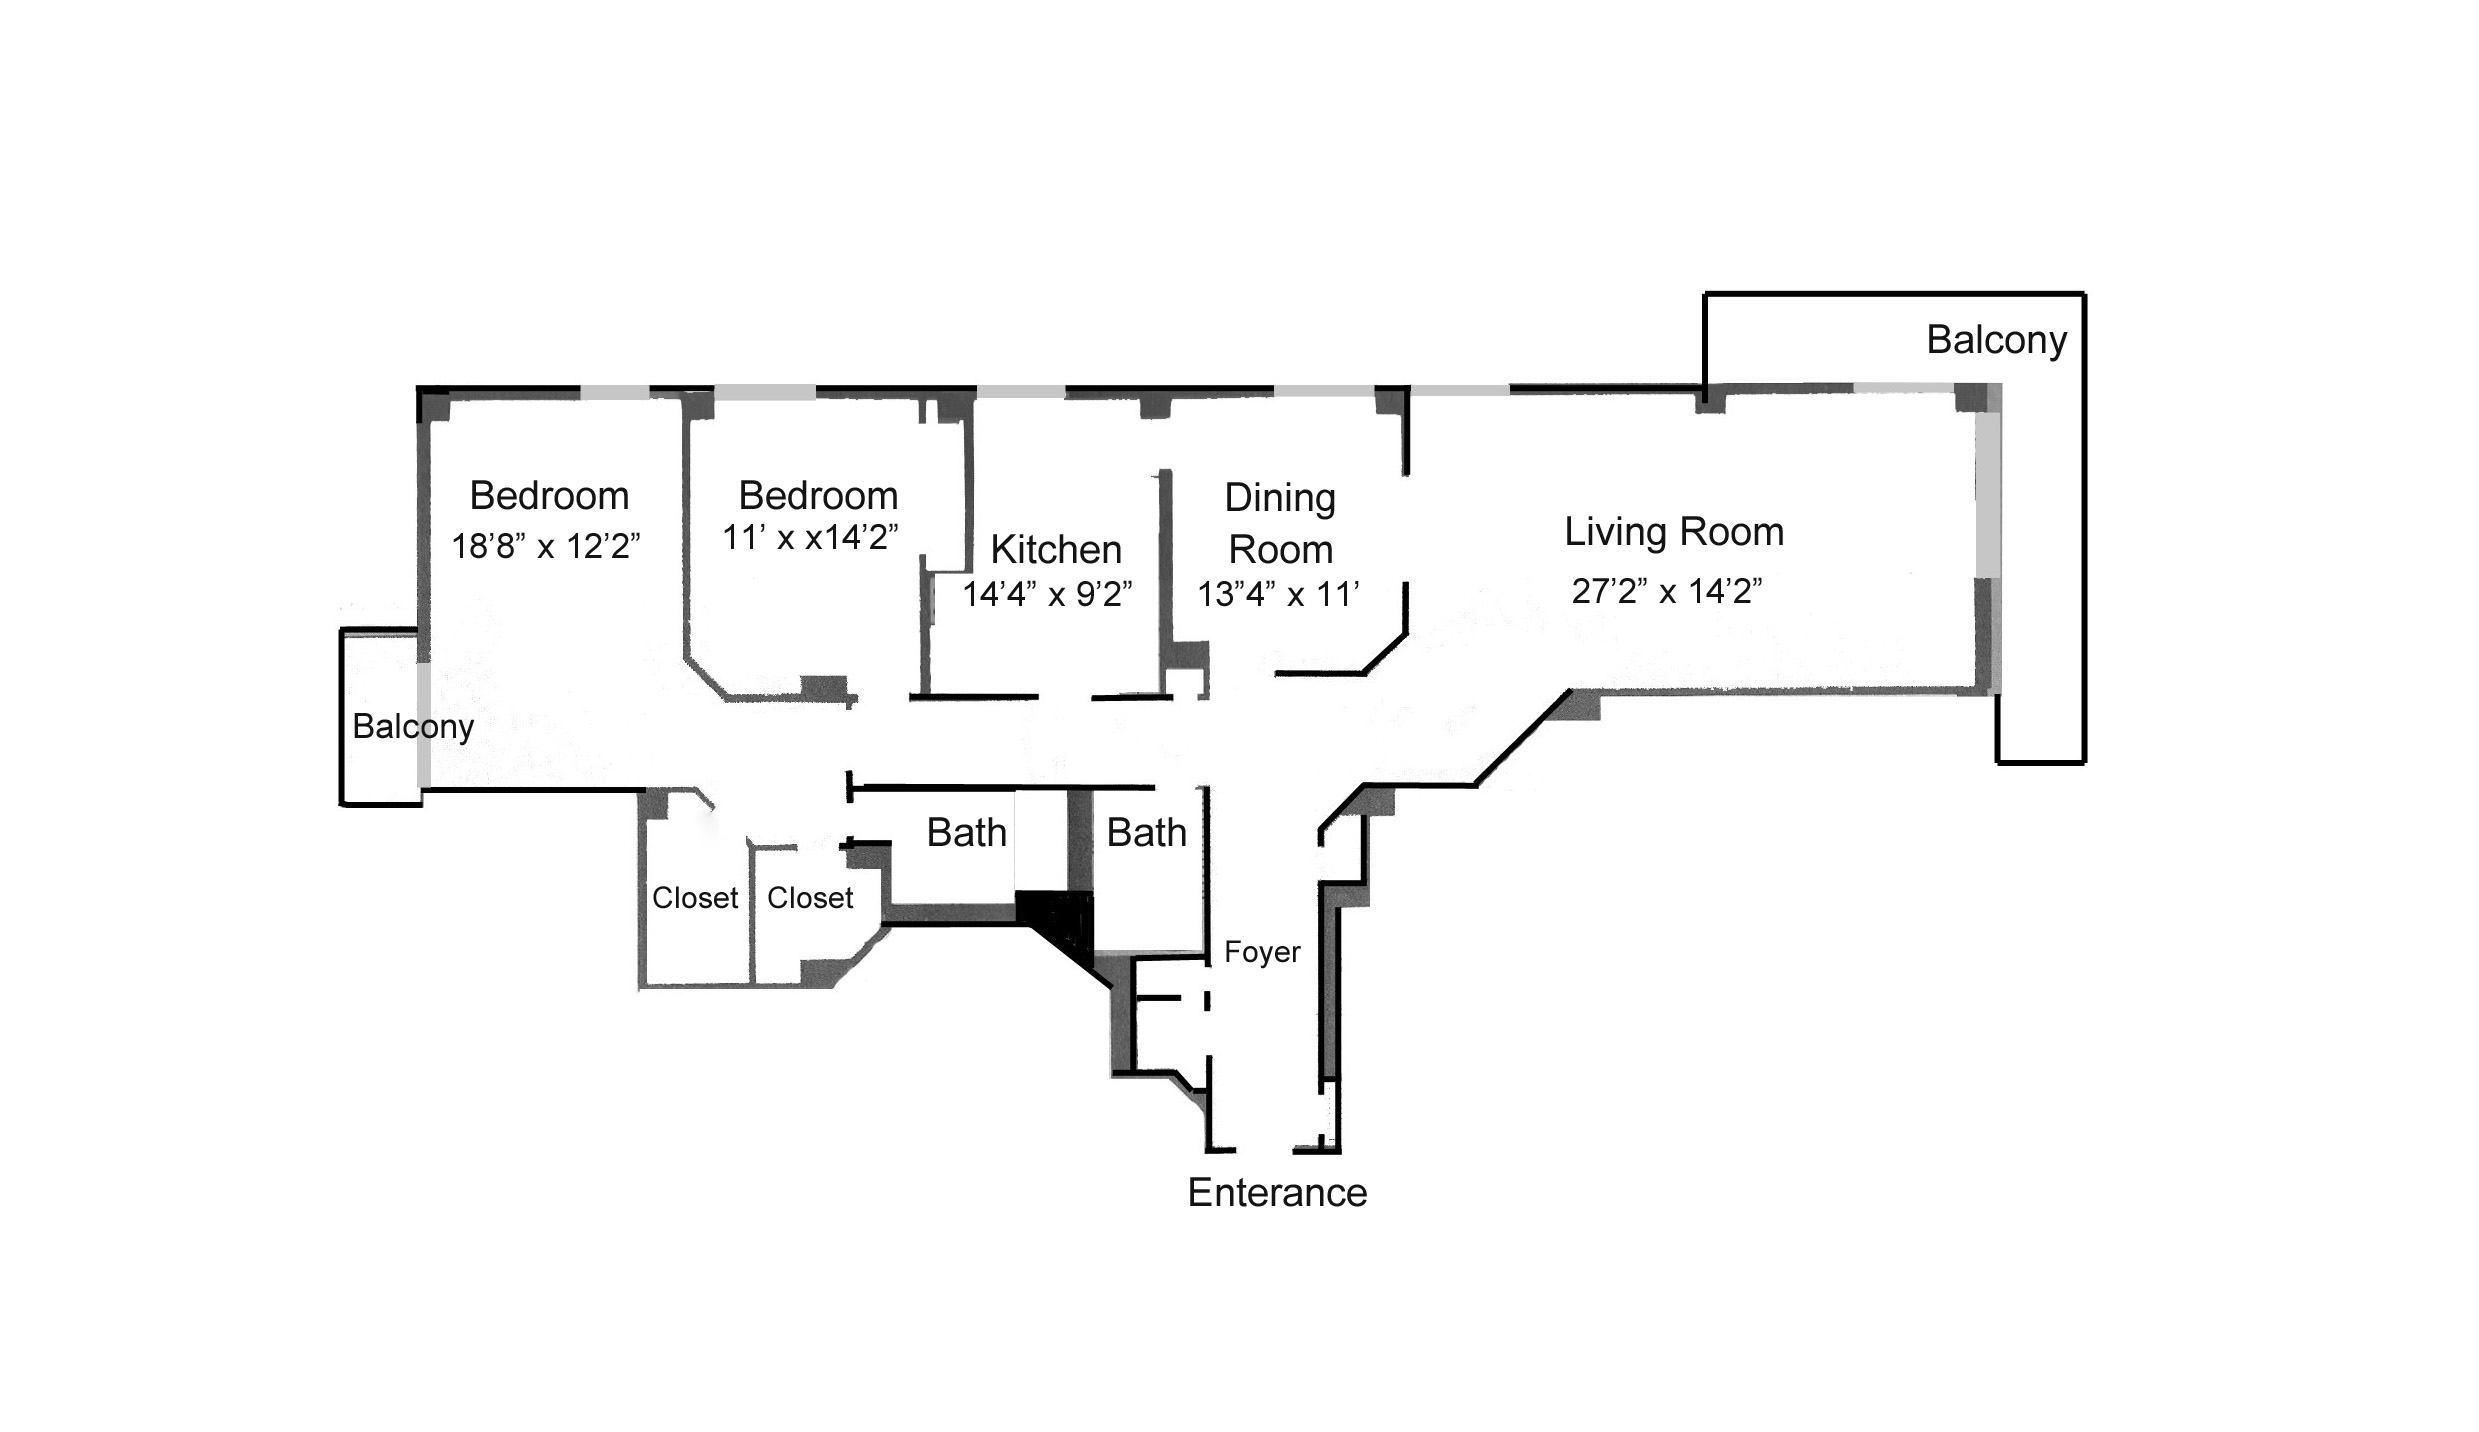 Balcony
Bedroom
18’8” x 12’2”
Bedroom
11’ x x14’2”
Kitchen
14’4” x 9’2”
Dining
Room
13”4” x 11’
Living Room
27’2” x 14’2”
Balcony
Bath
Bath
Closet
Closet
Foyer
Enterance